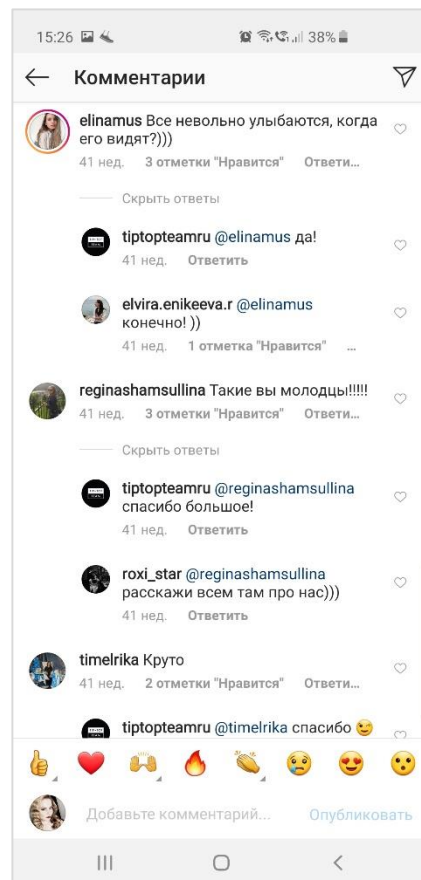 15:26
38%
Комментарии
elinamus Все невольно улыбаются, когда
его видят?)))
41 нед. 3 отметки "Нравится" Ответи...
Скрыть ответы
tiptopteamru @elinamus да!
41 нед. Ответить
elvira.enikeeva.r @elinamus
конечно! ))
41 нед. 1 отметка "Нравится" ...
reginashamsullina Такие вы молодцы!!!!!
41 нед. 3 отметки "Нравится" Ответи...
Скрыть ответы
tiptopteamru @reginashamsullina
спасибо большое!
41 нед. Ответить
roxi_star @reginashamsullina
расскажи всем там про нас)))
41 нед. Ответить
timelrika Круто
41 нед. 2 отметки "Нравится" Ответи...
tiptopteamru @timelrika спасибо 😉
Добавьте комментарий... Опубликовать